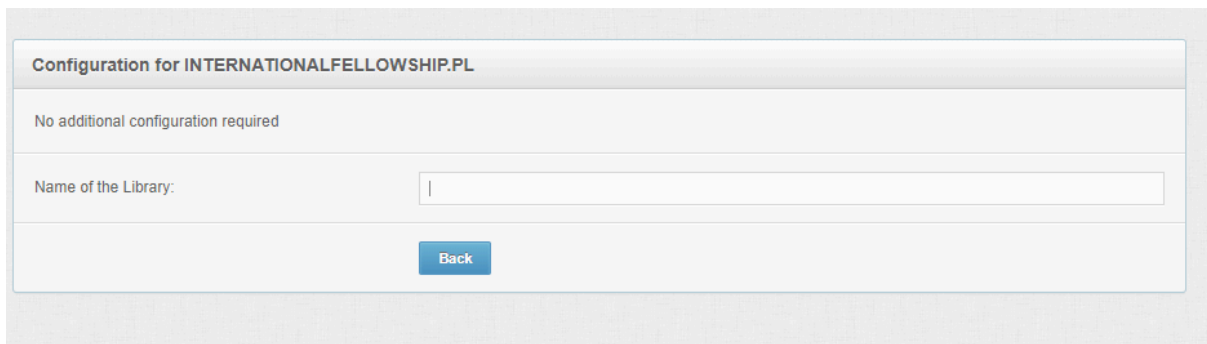 Configuration for INTERNATIONALFELLOWSHIP.PL
No additional configuration required
Name of the Library:
Back